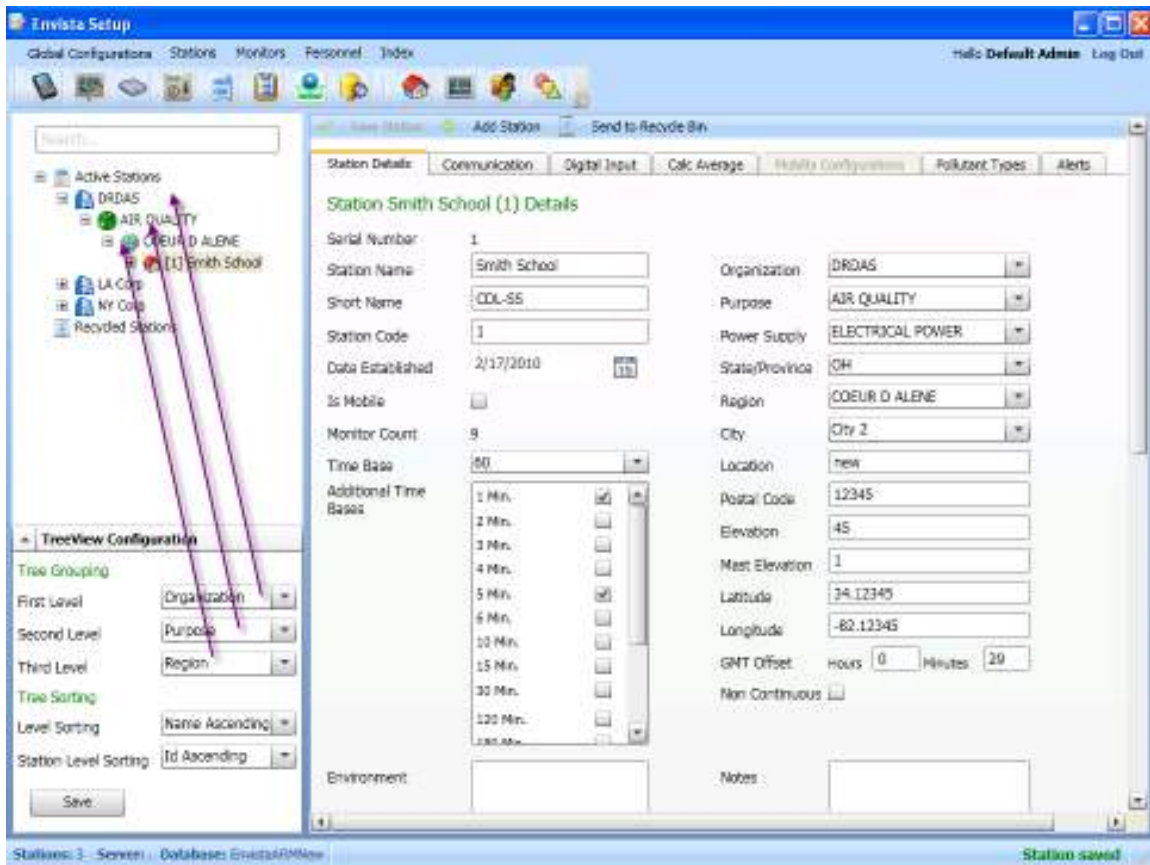 Envista Setup
Global Configurations Stations Monitors Personnel Index
Hello Default Admin Log Out
Search...
Active Stations
DRDAS
AIR QUALITY
COEUR D ALENE
[1] Smith School
LA Corp
NY Corp
Recycled Stations
TreeView Configuration
Tree Grouping
First Level Organization
Second Level Purpose
Third Level Region
Tree Sorting
Level Sorting Name Ascending
Station Level Sorting Id Ascending
Save
Save Station Add Station Send to Recycle Bin
Station Details Communication Digital Input Calc Average Mobility Configurations Pollutant Types Alerts
Station Smith School (1) Details
Serial Number 1
Station Name Smith School
Short Name CDL-SS
Station Code 1
Date Established 2/17/2010 15
Is Mobile
Monitor Count 9
Time Base 60
Additional Time Bases
1 Min.
2 Min.
3 Min.
4 Min.
5 Min.
6 Min.
10 Min.
15 Min.
30 Min.
120 Min.
Environment
Organization DRDAS
Purpose AIR QUALITY
Power Supply ELECTRICAL POWER
State/Province OH
Region COEUR D ALENE
City City 2
Location new
Postal Code 12345
Elevation 45
Mast Elevation 1
Latitude 34.12345
Longitude -82.12345
GMT Offset Hours 0 Minutes 29
Non Continuous
Notes
Stations: 3 Server: Database: EnvistaARMNew
Station saved